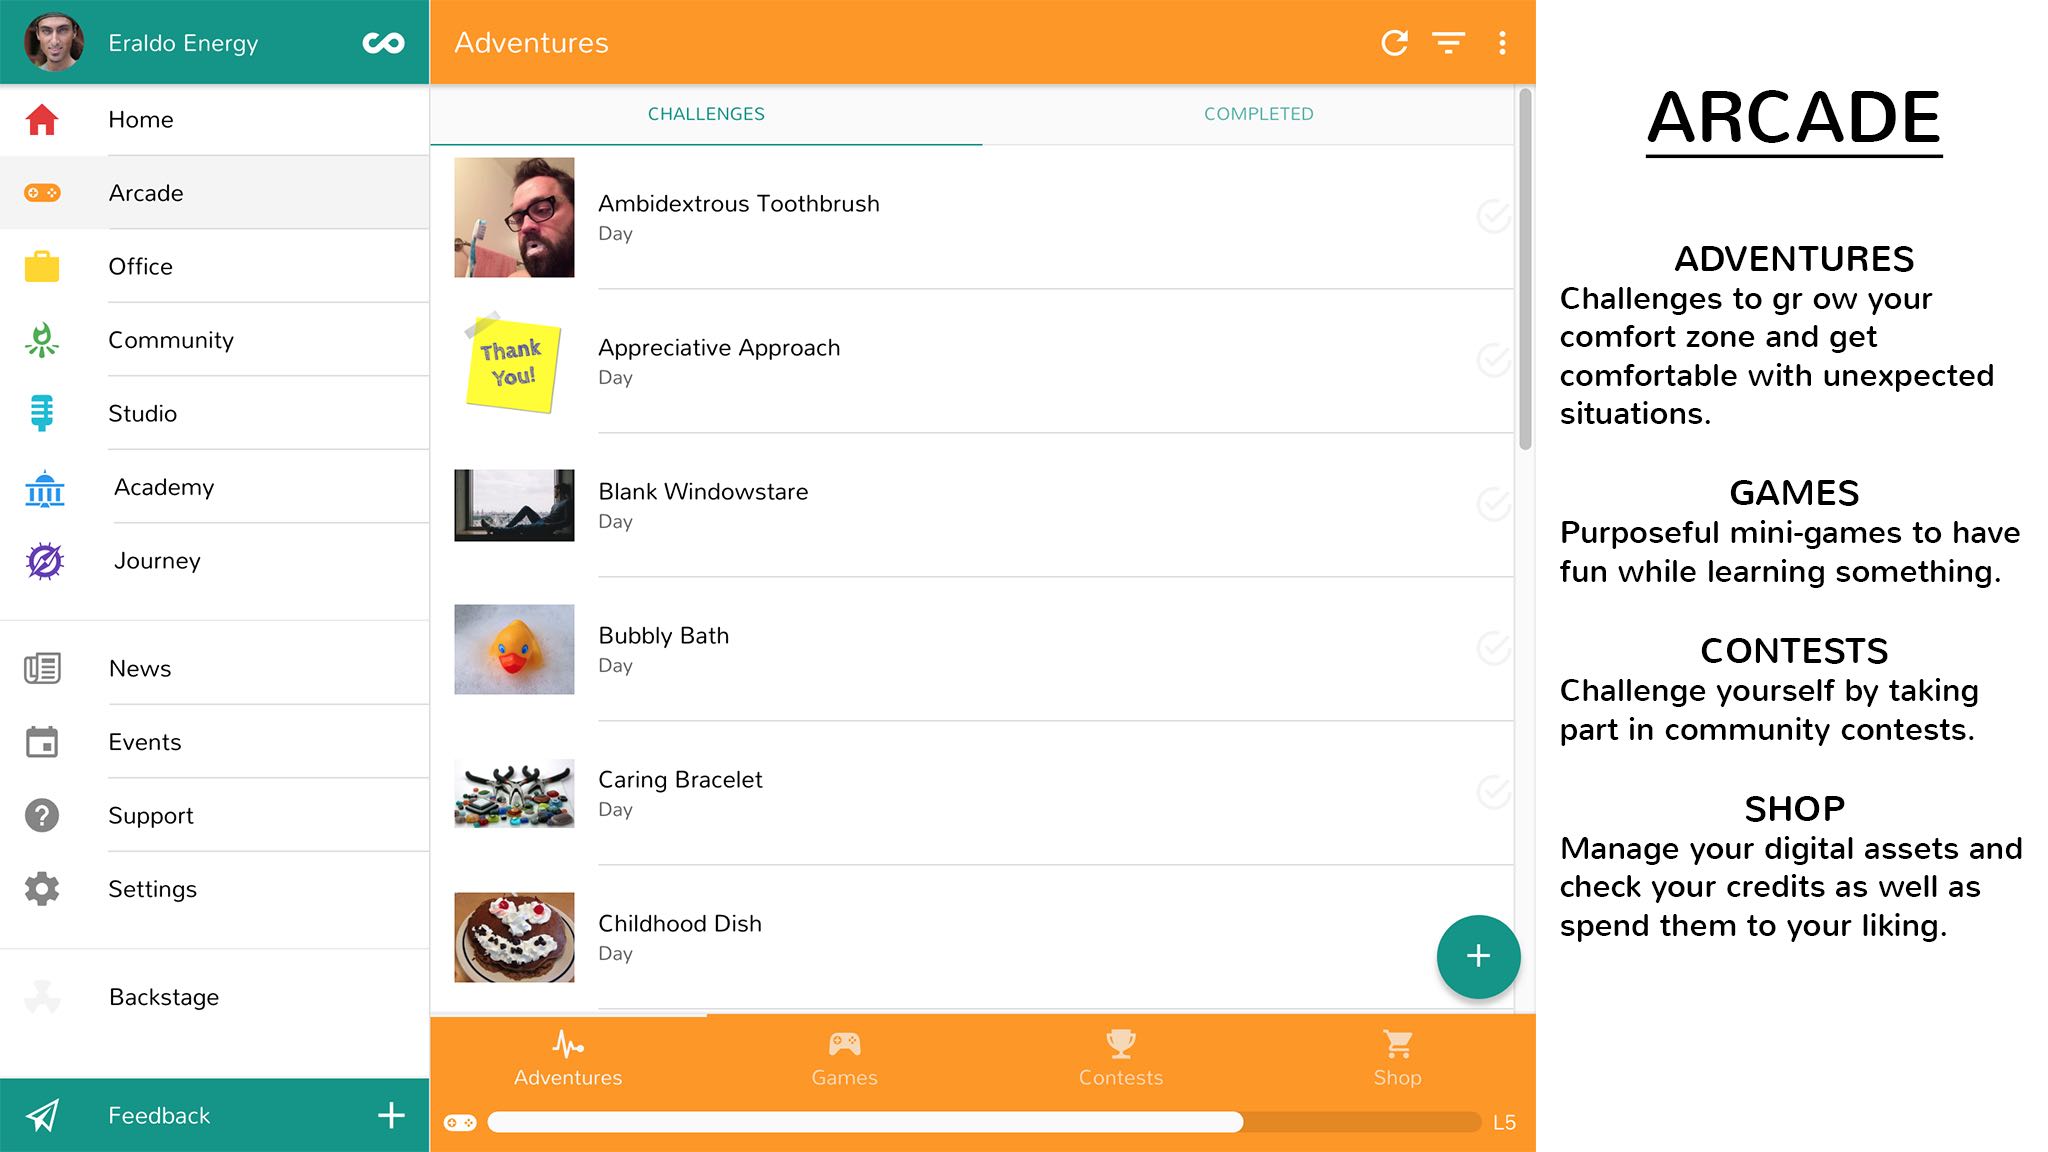 Eraldo Energy
Home
Arcade
Office
Community
Studio
Academy
Journey
News
Events
Support
Settings
Backstage
Feedback
Adventures
CHALLENGES
COMPLETED
Ambidextrous Toothbrush
Day
Thank
You!
Appreciative Approach
Day
Blank Windowstare
Day
Bubbly Bath
Day
Caring Bracelet
Day
Childhood Dish
Day
Adventures
Games
Contests
Shop
L5
ARCADE
ADVENTURES
Challenges to gr ow your
comfort zone and get
comfortable with unexpected
situations.
GAMES
Purposeful mini-games to have
fun while learning something.
CONTESTS
Challenge yourself by taking
part in community contests.
SHOP
Manage your digital assets and
check your credits as well as
spend them to your liking.